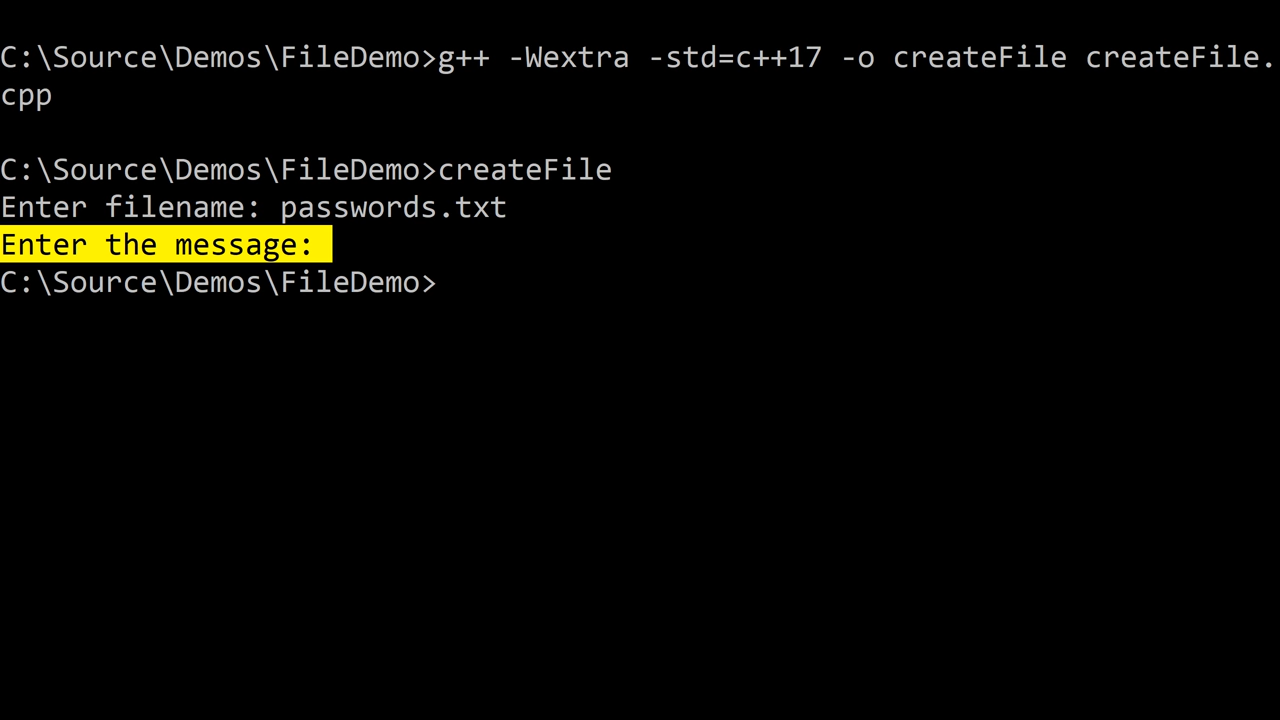 C:\Source\Demos\FileDemo>g++ -Wextra -std=c++17 -o createFile createFile.
cpp
C:\Source\Demos\FileDemo>createFile
Enter filename: passwords.txt
Enter the message:
C:\Source\Demos\FileDemo>